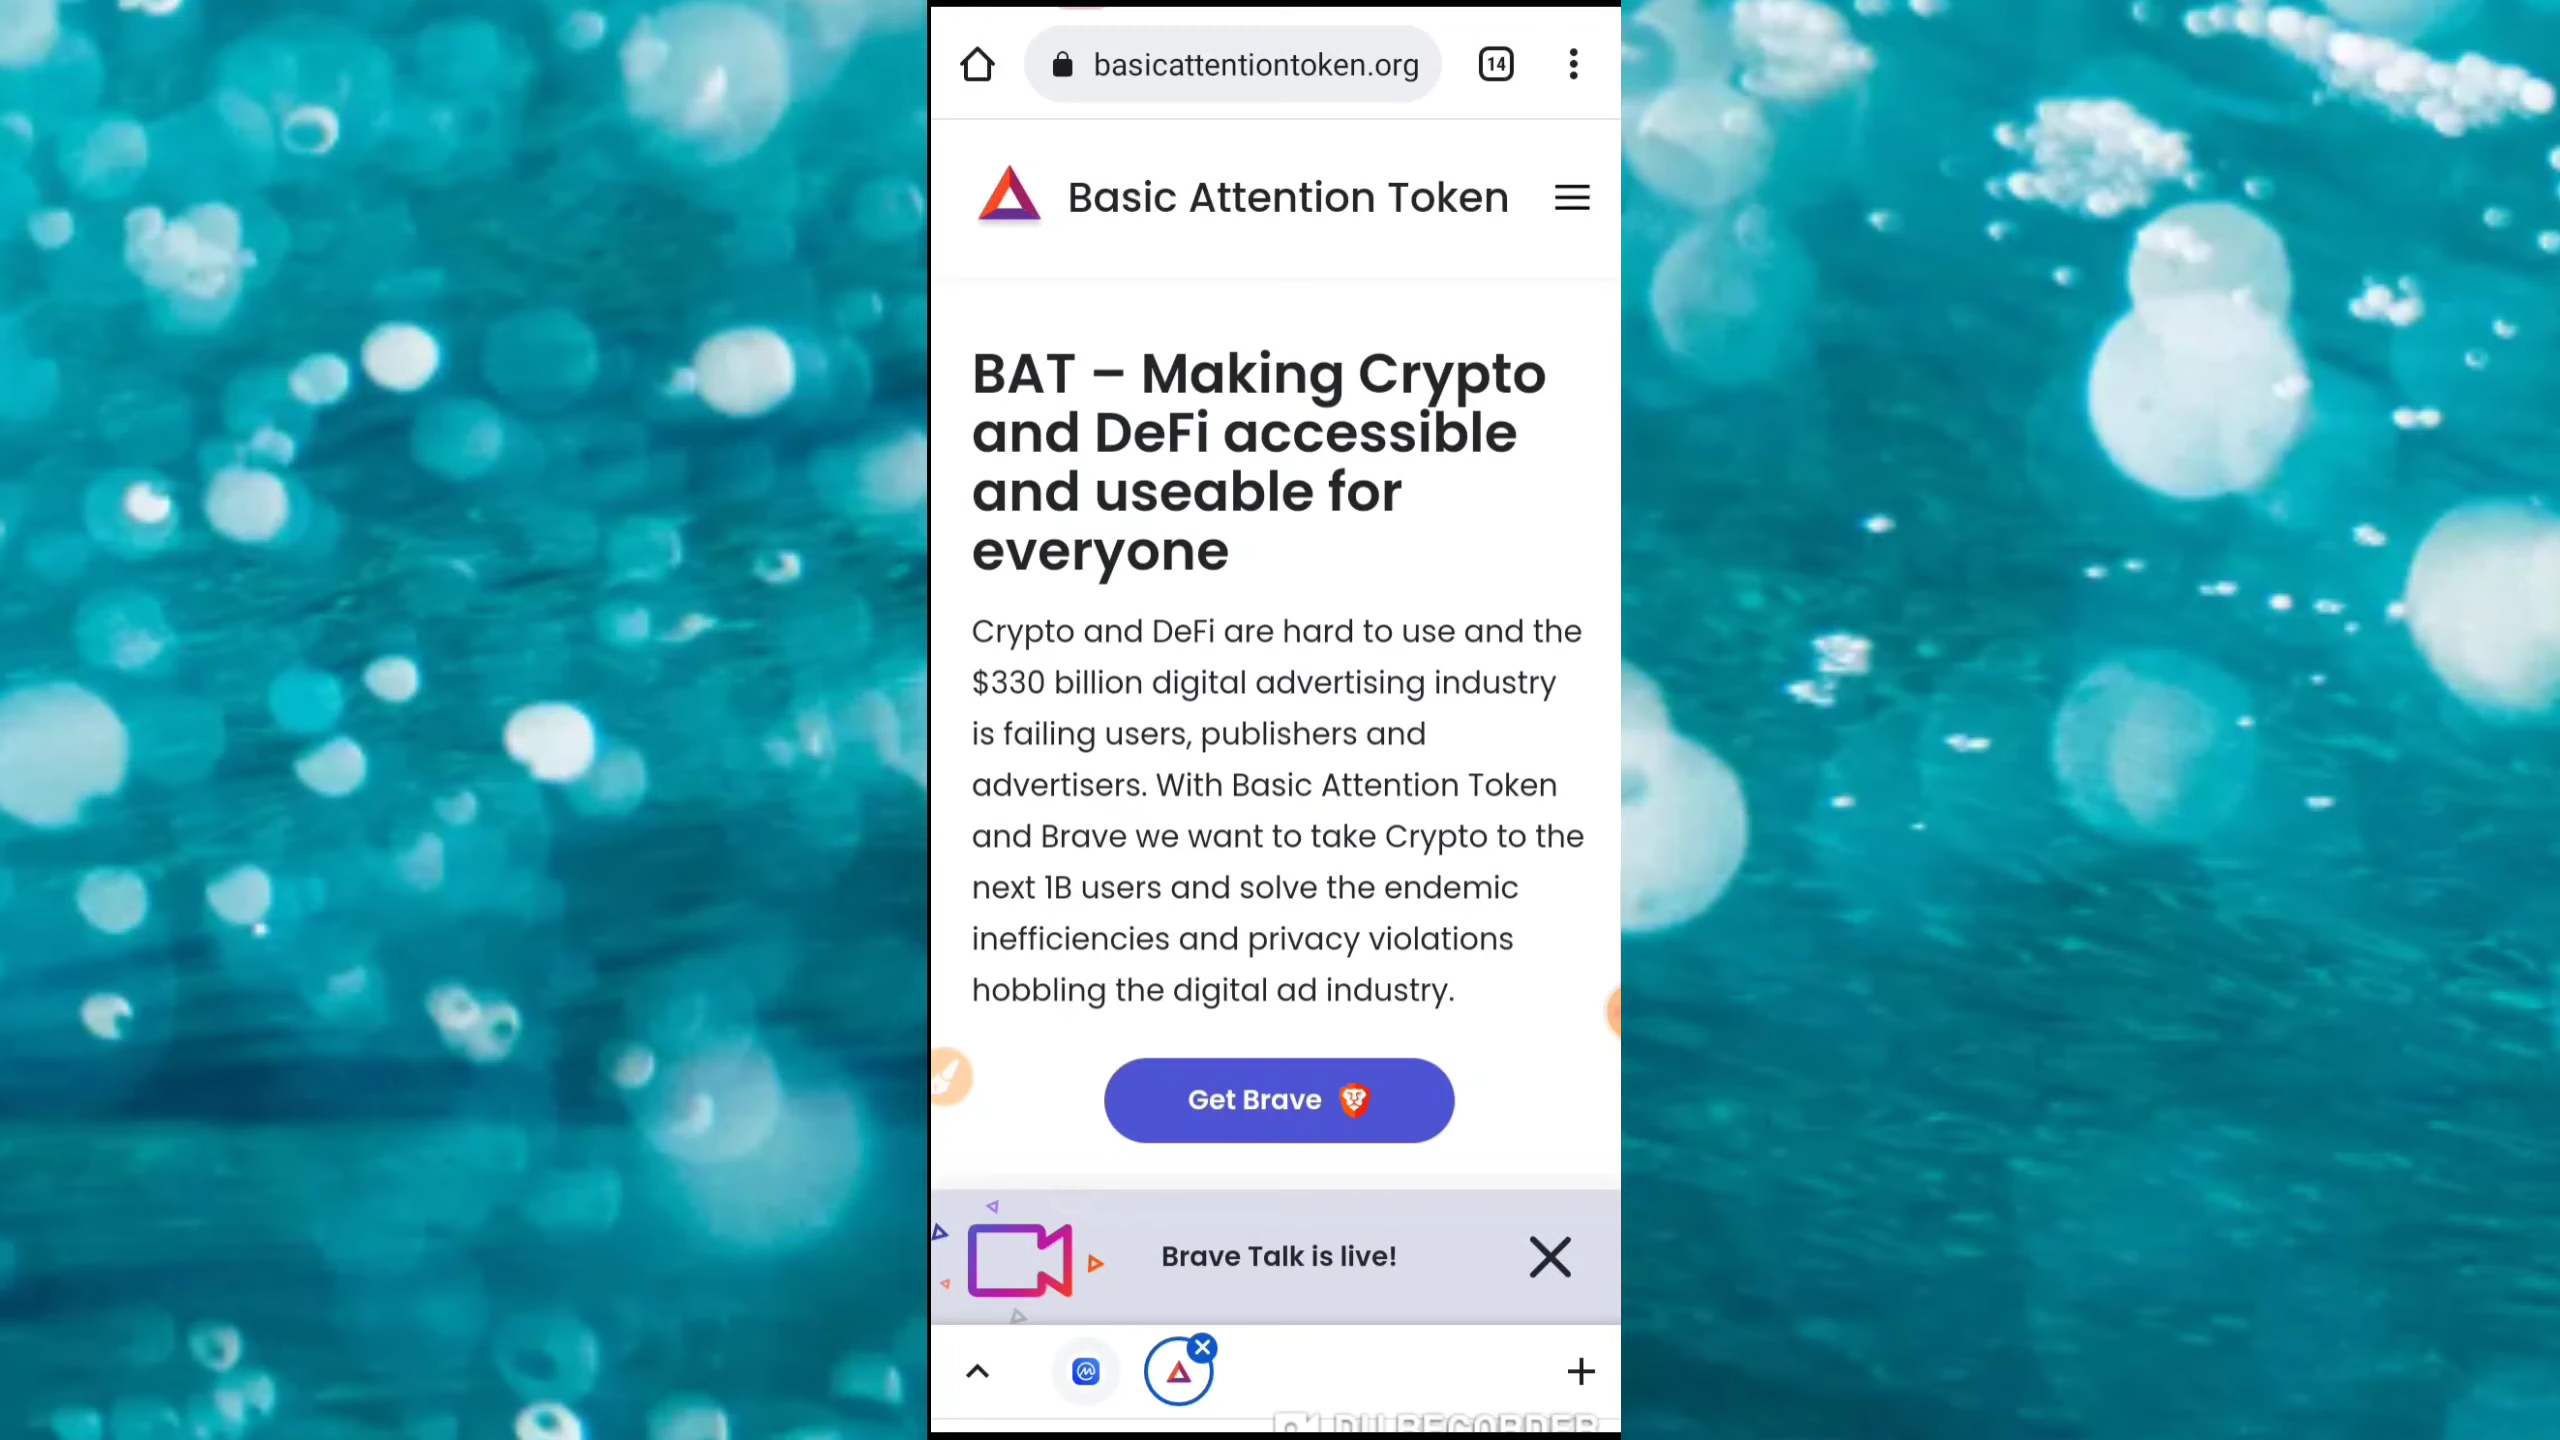 basicattentiontoken.org
14
Basic Attention Token
BAT – Making Crypto
and DeFi accessible
and useable for
everyone
Crypto and DeFi are hard to use and the
$330 billion digital advertising industry
is failing users, publishers and
advertisers. With Basic Attention Token
and Brave we want to take Crypto to the
next 1B users and solve the endemic
inefficiencies and privacy violations
hobbling the digital ad industry.
Get Brave
Brave Talk is live!
DU RECORDER